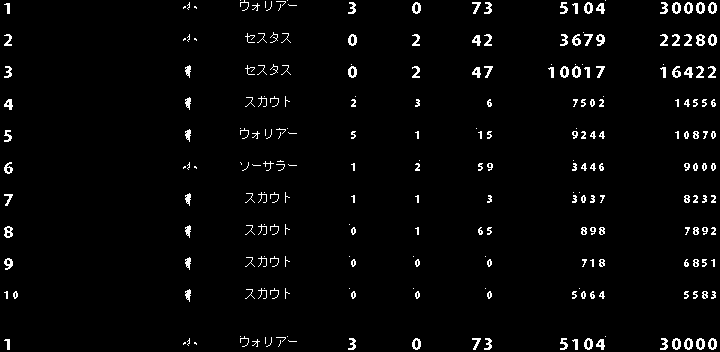 1 ウォリアー 3 0 73 5104 30000
2 セスタス 0 2 42 3679 22280
3 セスタス 0 2 47 10017 16422
4 スカウト 2 3 6 7502 14556
5 ウォリアー 5 1 15 9244 10870
6 ソーサラー 1 2 59 3446 9000
7 スカウト 1 1 3 3037 8232
8 スカウト 0 1 65 898 7892
9 スカウト 0 0 0 718 6851
10 スカウト 0 0 0 5064 5583
1 ウォリアー 3 0 73 5104 30000